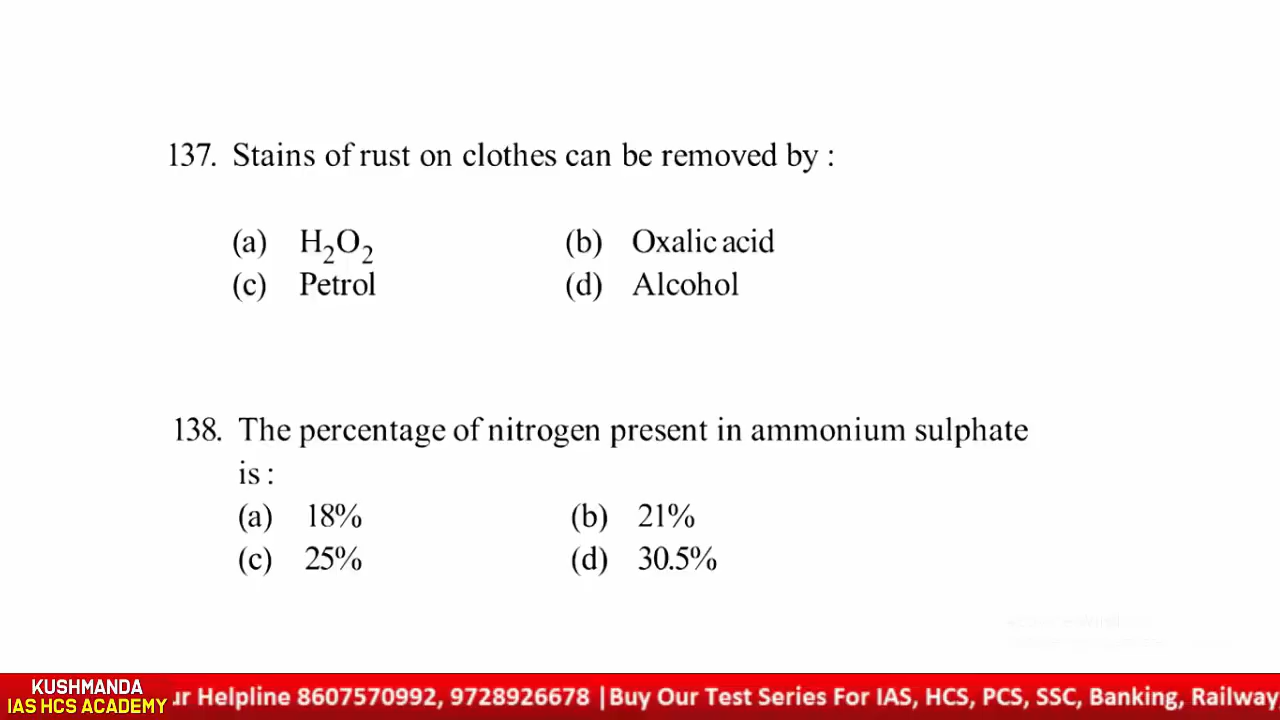 137. Stains of rust on clothes can be removed by :
(a) H₂O₂ (b) Oxalic acid
(c) Petrol (d) Alcohol
138. The percentage of nitrogen present in ammonium sulphate
is :
(a) 18% (b) 21%
(c) 25% (d) 30.5%
KUSHMANDA
IAS HCS ACADEMY
ur Helpline 8607570992, 9728926678 |Buy Our Test Series For IAS, HCS, PCS, SSC, Banking, Railway,